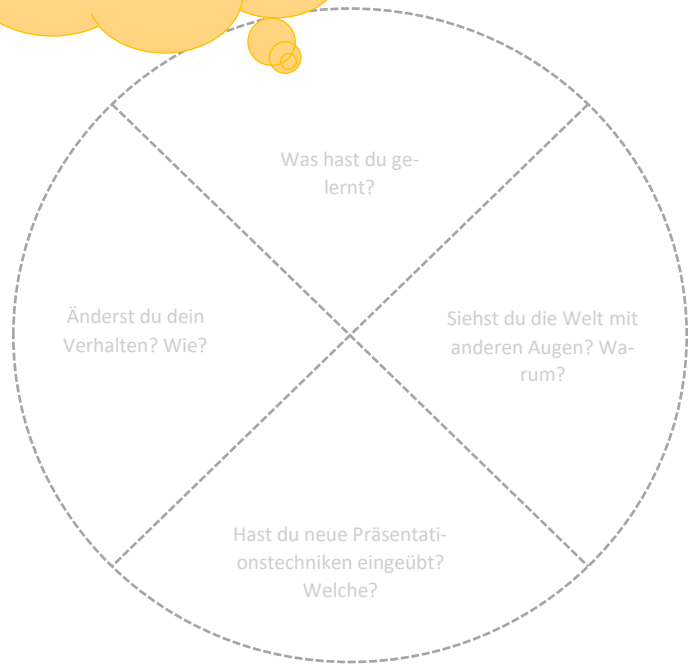 Was hast du ge-
lernt?
Änderst du dein
Verhalten? Wie?
Siehst du die Welt mit
anderen Augen? Wa-
rum?
Hast du neue Präsentati-
onstechniken eingeübt?
Welche?